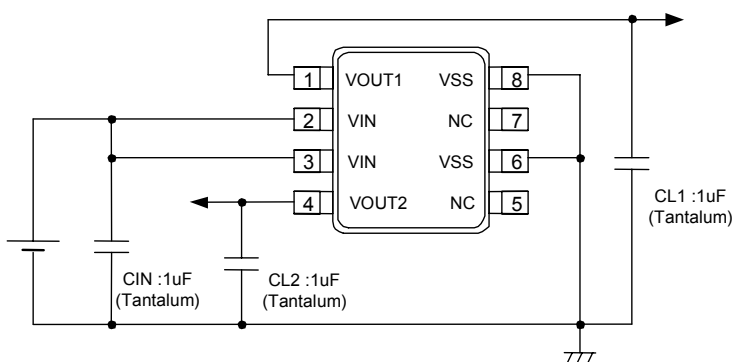 1 VOUT1 VSS 8
2 VIN NC 7
3 VIN VSS 6
4 VOUT2 NC 5
CL1 :1uF
(Tantalum)
CIN :1uF
(Tantalum)
CL2 :1uF
(Tantalum)